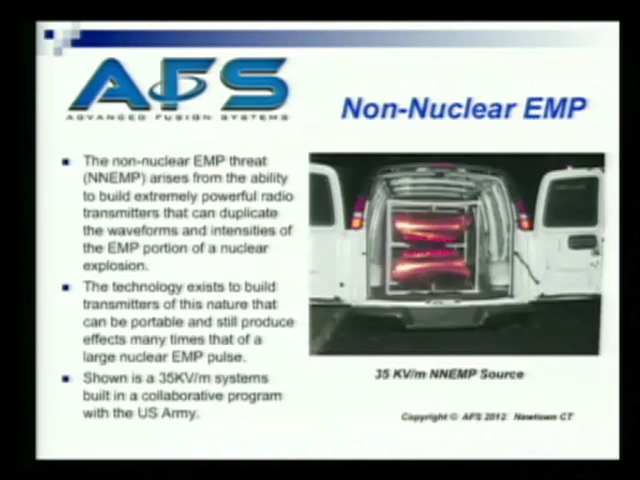 AFS
ADVANCED FUSION SYSTEMS
Non-Nuclear EMP
The non-nuclear EMP threat
(NNEMP) arises from the ability
to build extremely powerful radio
transmitters that can duplicate
the waveforms and intensities of
the EMP portion of a nuclear
explosion.
The technology exists to build
transmitters of this nature that
can be portable and still produce
effects many times that of a
large nuclear EMP pulse.
Shown is a 35KV/m systems
built in a collaborative program
with the US Army.
35 KV/m NNEMP Source
Copyright © AFS 2012 Newtown CT